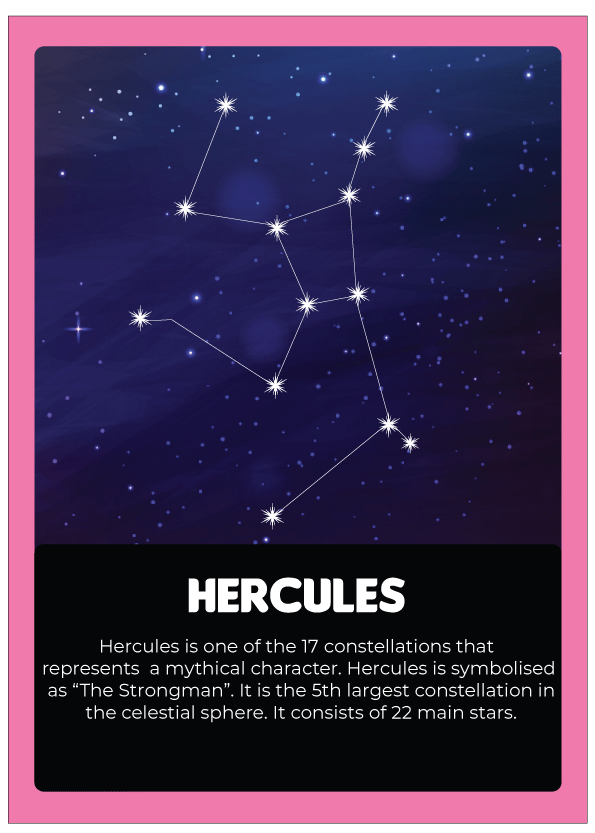 HERCULES
Hercules is one of the 17 constellations that
represents  a mythical character. Hercules is symbolised
as “The Strongman”. It is the 5th largest constellation in
the celestial sphere. It consists of 22 main stars.